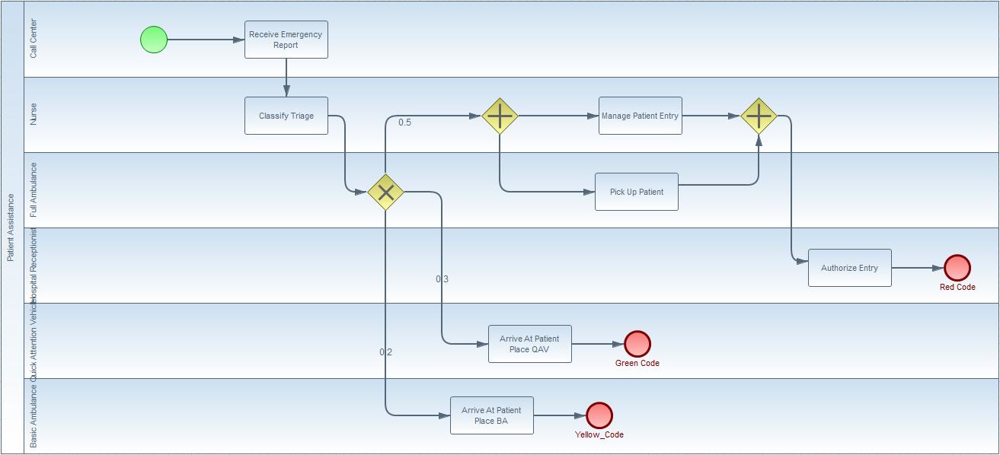 Patient Assistance
Call Center
Receive Emergency
Report
Nurse
Classify Triage
0.5
Manage Patient Entry
Full Ambulance
Pick Up Patient
Receptionist
Authorize Entry
Red Code
0.3
Quick Attention Vehicle
Arrive At Patient
Place QAV
Green Code
0.2
Basic Ambulance
Arrive At Patient
Place BA
Yellow_Code